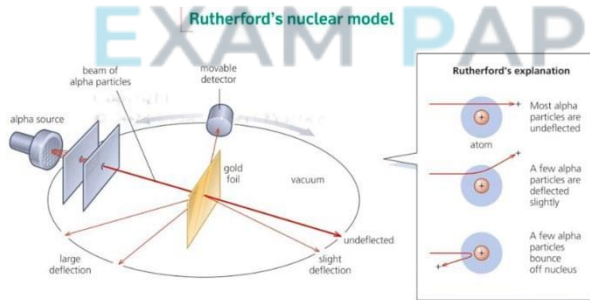 EXAM PAP
Rutherford's nuclear model
beam of
alpha particles
movable
detector
alpha source
gold
foil
vacuum
undeflected
slight
deflection
large
deflection
Rutherford's explanation
+
+
Most alpha
particles are
undeflected
atom
+
+
A few alpha
particles are
deflected
slightly
+
+
A few alpha
particles
bounce
off nucleus